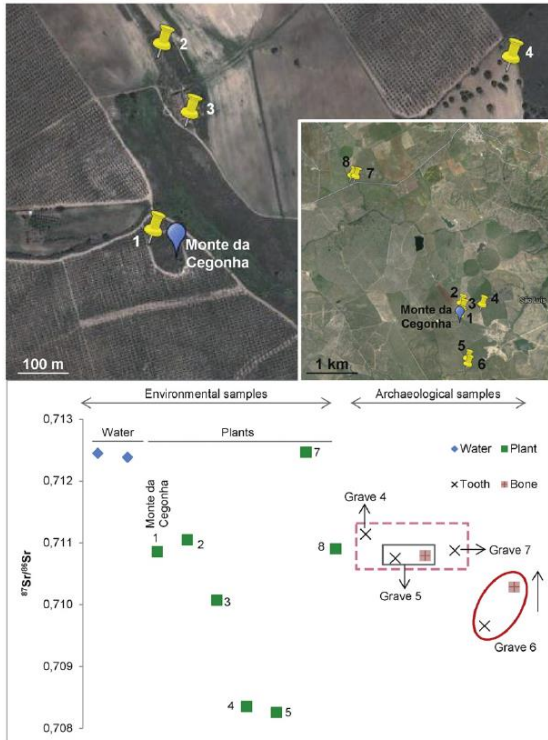 2
4
3
1
Monte da
Cegonha
100 m
8
7
2
3
4
Monte da
Cegonha
1
5
6
1 km
Environmental samples
Archaeological samples
0,713
Water
Plants
Water
Plant
0,712
7
Tooth
Bone
Monte da
Cegonha
Grave 4
1
2
0,711
8
Grave 7
87Sr/86Sr
Grave 5
3
0,710
Grave 6
0,709
4
5
0,708